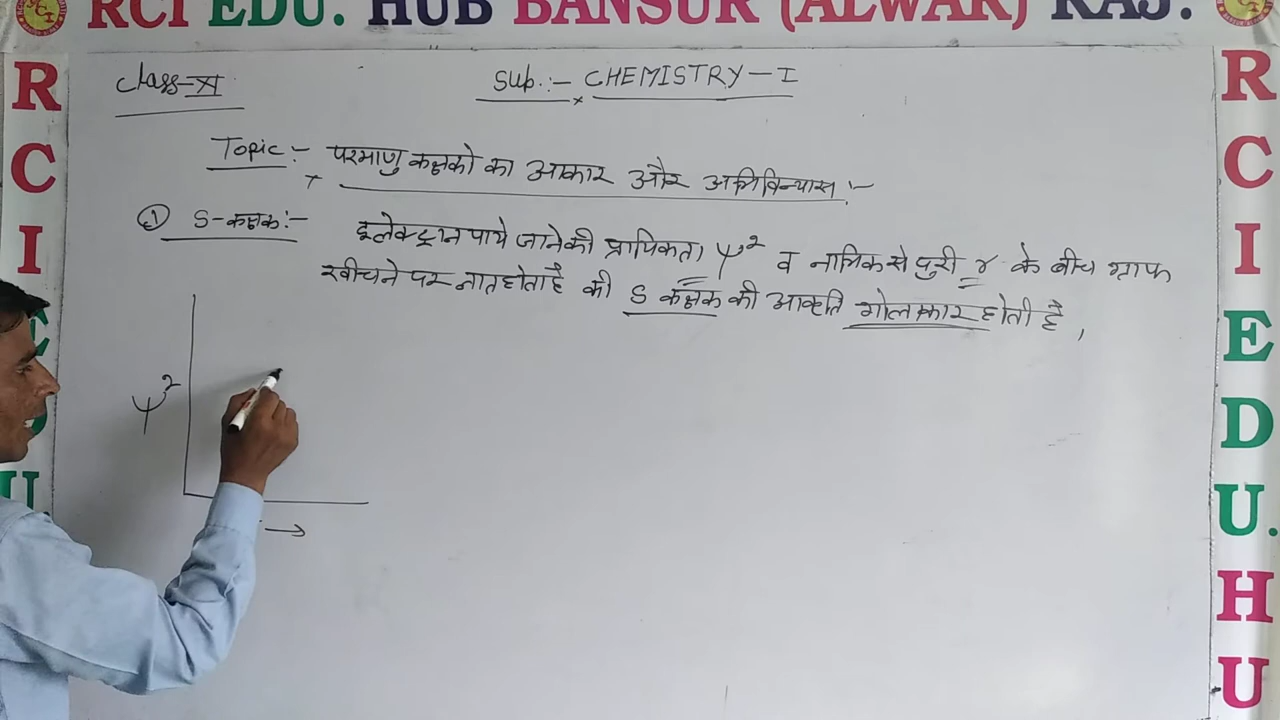 RCI EDU. HUB BANSUR (ALWAR) RAJ.
Class-XI
Sub.:- CHEMISTRY-I
Topic:- परमाणु कक्षको का आकार और अभिविन्यास:-
① S-कक्षक:- इलेक्ट्रान पाये जाने की प्रायिकता ψ² व नाभिक से दुरी r के बीच ग्राफ
खीचने पर ज्ञात होता है की S कक्षक की आकृति गोलाकार होती है,
ψ²
→
R
C
I
U
R
C
I
E
D
U.
H
U